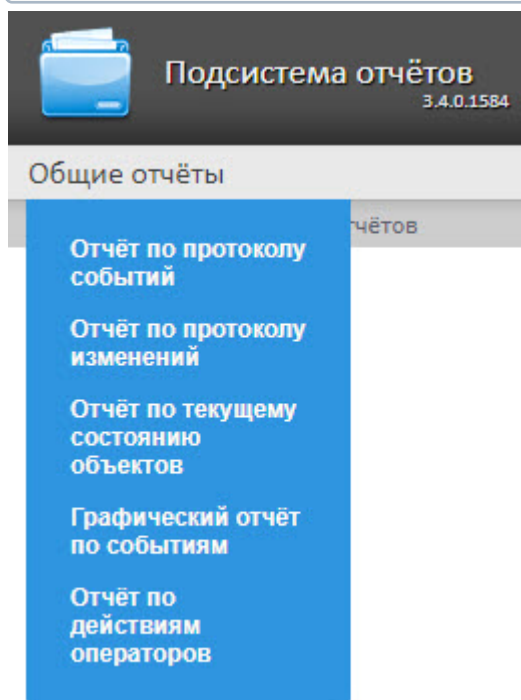 Подсистема отчётов
3.4.0.1584
Общие отчёты
чётов
Отчёт по протоколу
событий
Отчёт по протоколу
изменений
Отчёт по текущему
состоянию
объектов
Графический отчёт
по событиям
Отчёт по
действиям
операторов